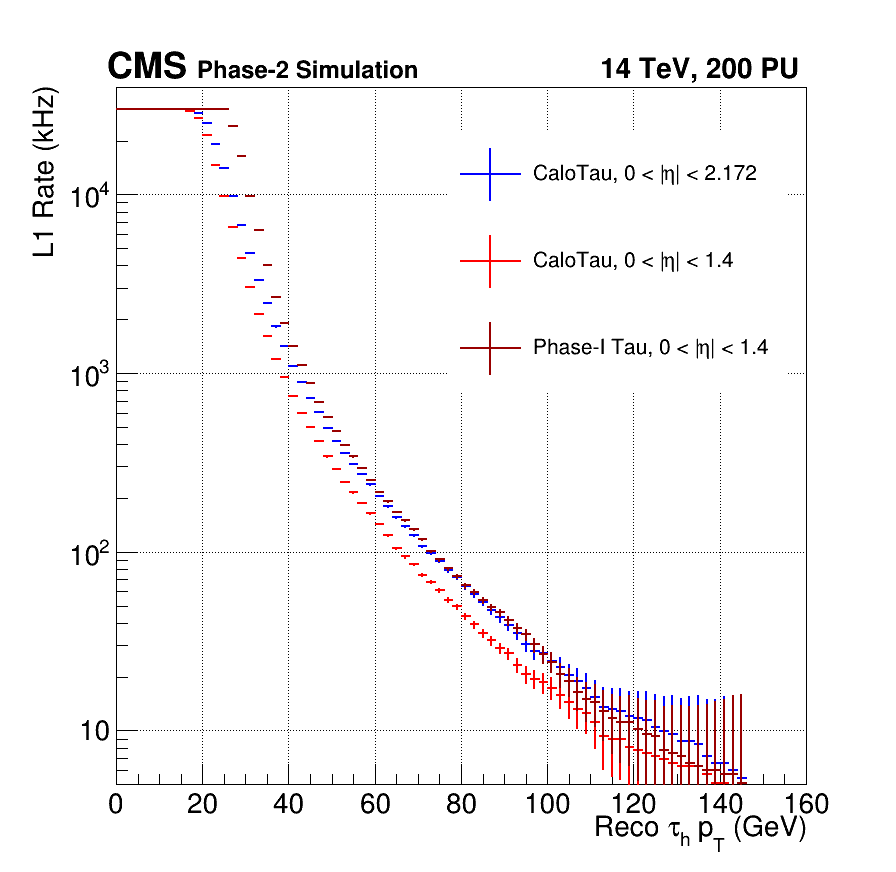 CMS Phase-2 Simulation 14 TeV, 200 PU
L1 Rate (kHz)
CaloTau, 0 < |η| < 2.172
CaloTau, 0 < |η| < 1.4
Phase-I Tau, 0 < |η| < 1.4
10⁴
10³
10²
10
0 20 40 60 80 100 120 140 160
Reco τₕ p_T (GeV)